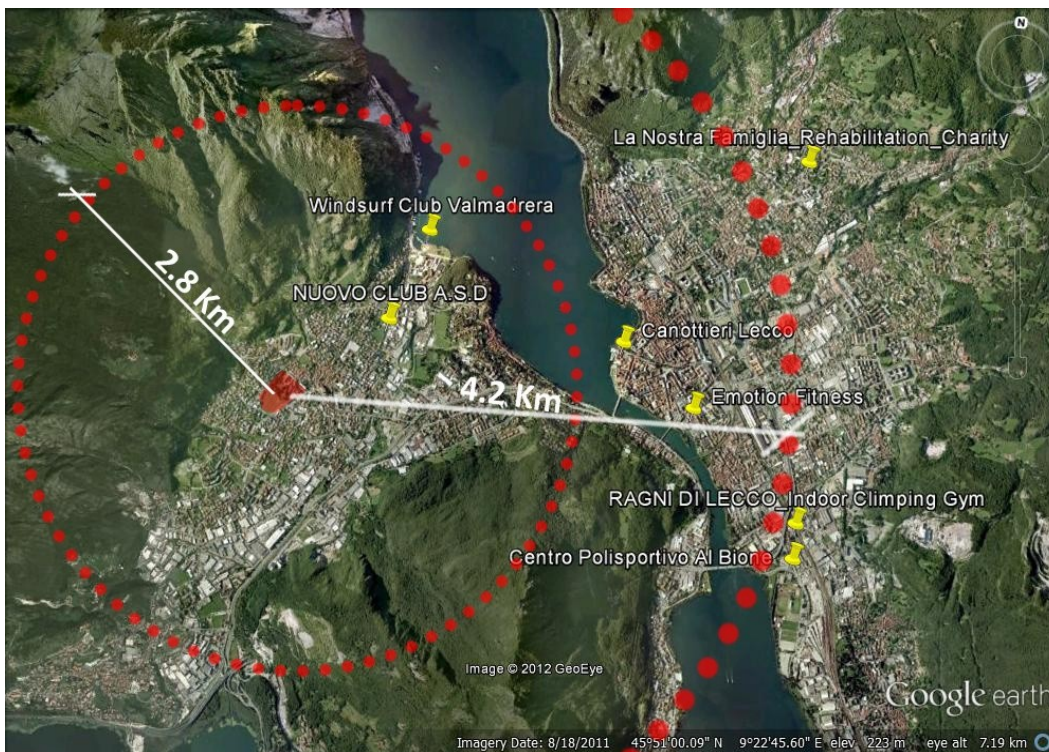 N
La Nostra Famiglia_Rehabilitation_Charity
Windsurf Club Valmadrera
2.8 Km
NUOVO CLUB A.S.D
Canottieri Lecco
4.2 Km
Emotion Fitness
RAGNI DI LECCO_Indoor Climping Gym
Centro Polisportivo Al Bione
Image © 2012 GeoEye
Google earth
Imagery Date: 8/18/2011 45°51'00.09" N 9°22'45.60" E elev 223 m eye alt 7.19 km